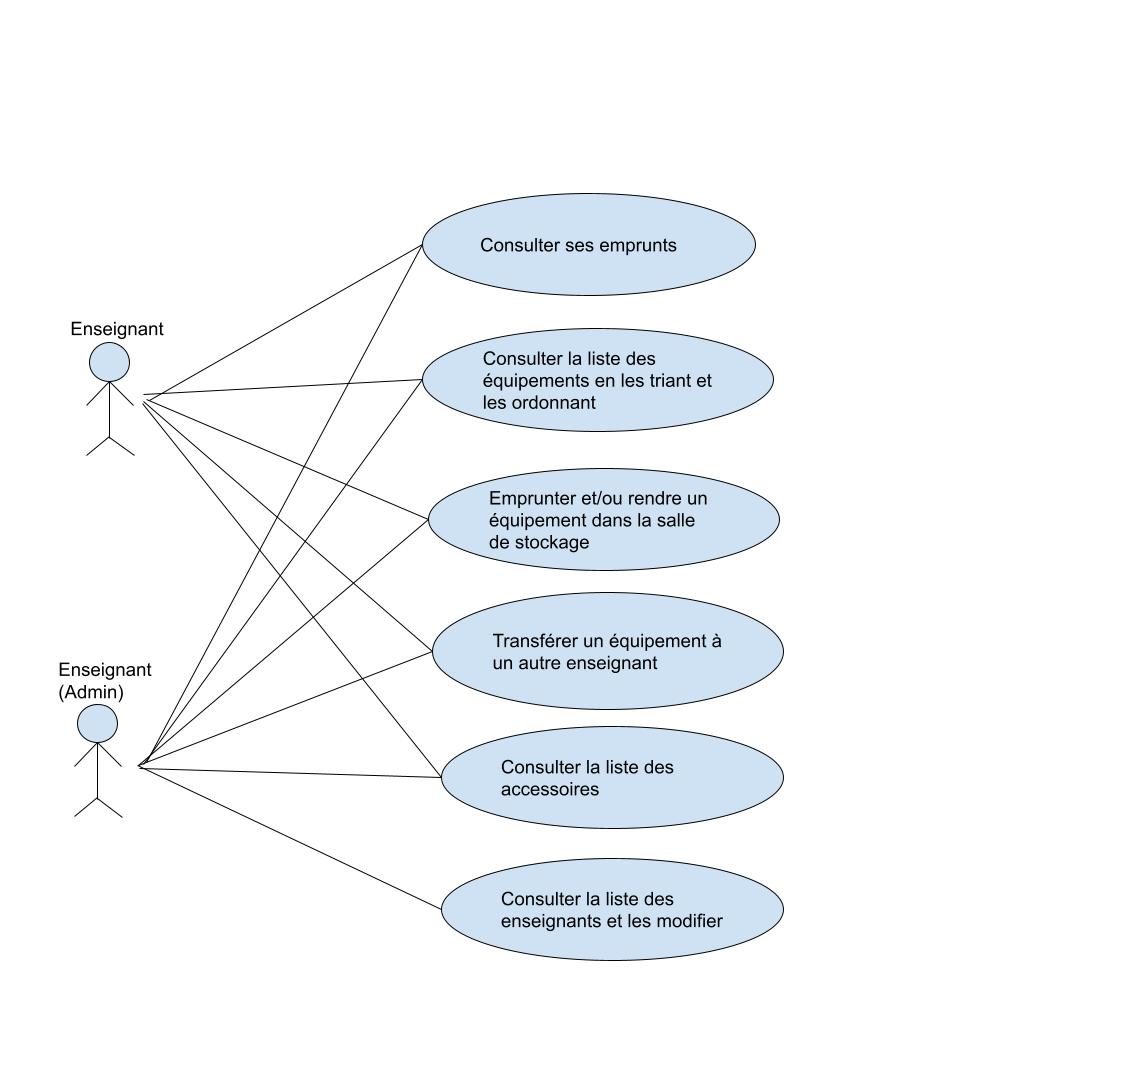 Consulter ses emprunts
Enseignant
Consulter la liste des
équipements en les triant et
les ordonnant
Emprunter et/ou rendre un
équipement dans la salle
de stockage
Transférer un équipement à
un autre enseignant
Enseignant
(Admin)
Consulter la liste des
accessoires
Consulter la liste des
enseignants et les modifier